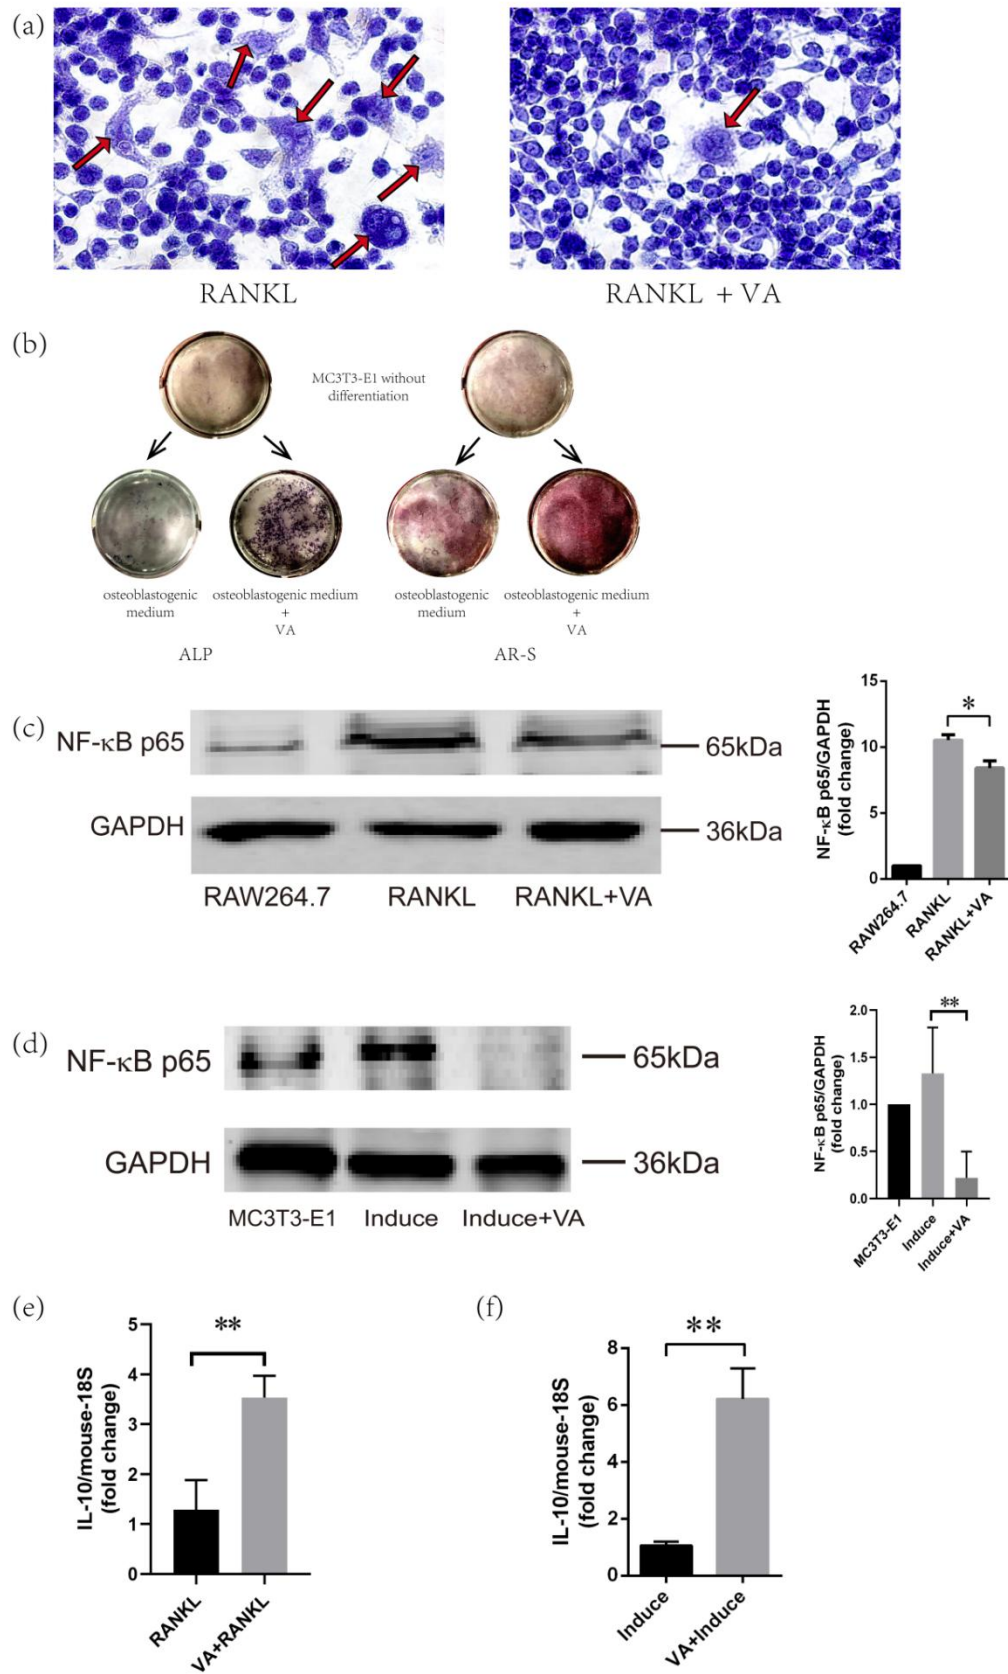 (a)
RANKL
RANKL + VA
(b)
MC3T3-E1 without
differentiation
osteoblastogenic
medium
osteoblastogenic medium
+
VA
osteoblastogenic
medium
osteoblastogenic medium
+
VA
ALP
AR-S
(c)
NF-κB p65
65kDa
GAPDH
36kDa
RAW264.7
RANKL
RANKL+VA
NF-κB p65/GAPDH
(fold change)
15
10
5
0
*
RAW264.7
RANKL
RANKL+VA
(d)
NF-κB p65
65kDa
GAPDH
36kDa
MC3T3-E1
Induce
Induce+VA
NF-κB p65/GAPDH
(fold change)
2.0
1.5
1.0
0.5
0.0
**
MC3T3-E1
Induce
Induce+VA
(e)
IL-10/mouse-18S
(fold change)
5
4
3
2
1
0
**
RANKL
VA+RANKL
(f)
IL-10/mouse-18S
(fold change)
8
6
4
2
0
**
Induce
VA+Induce